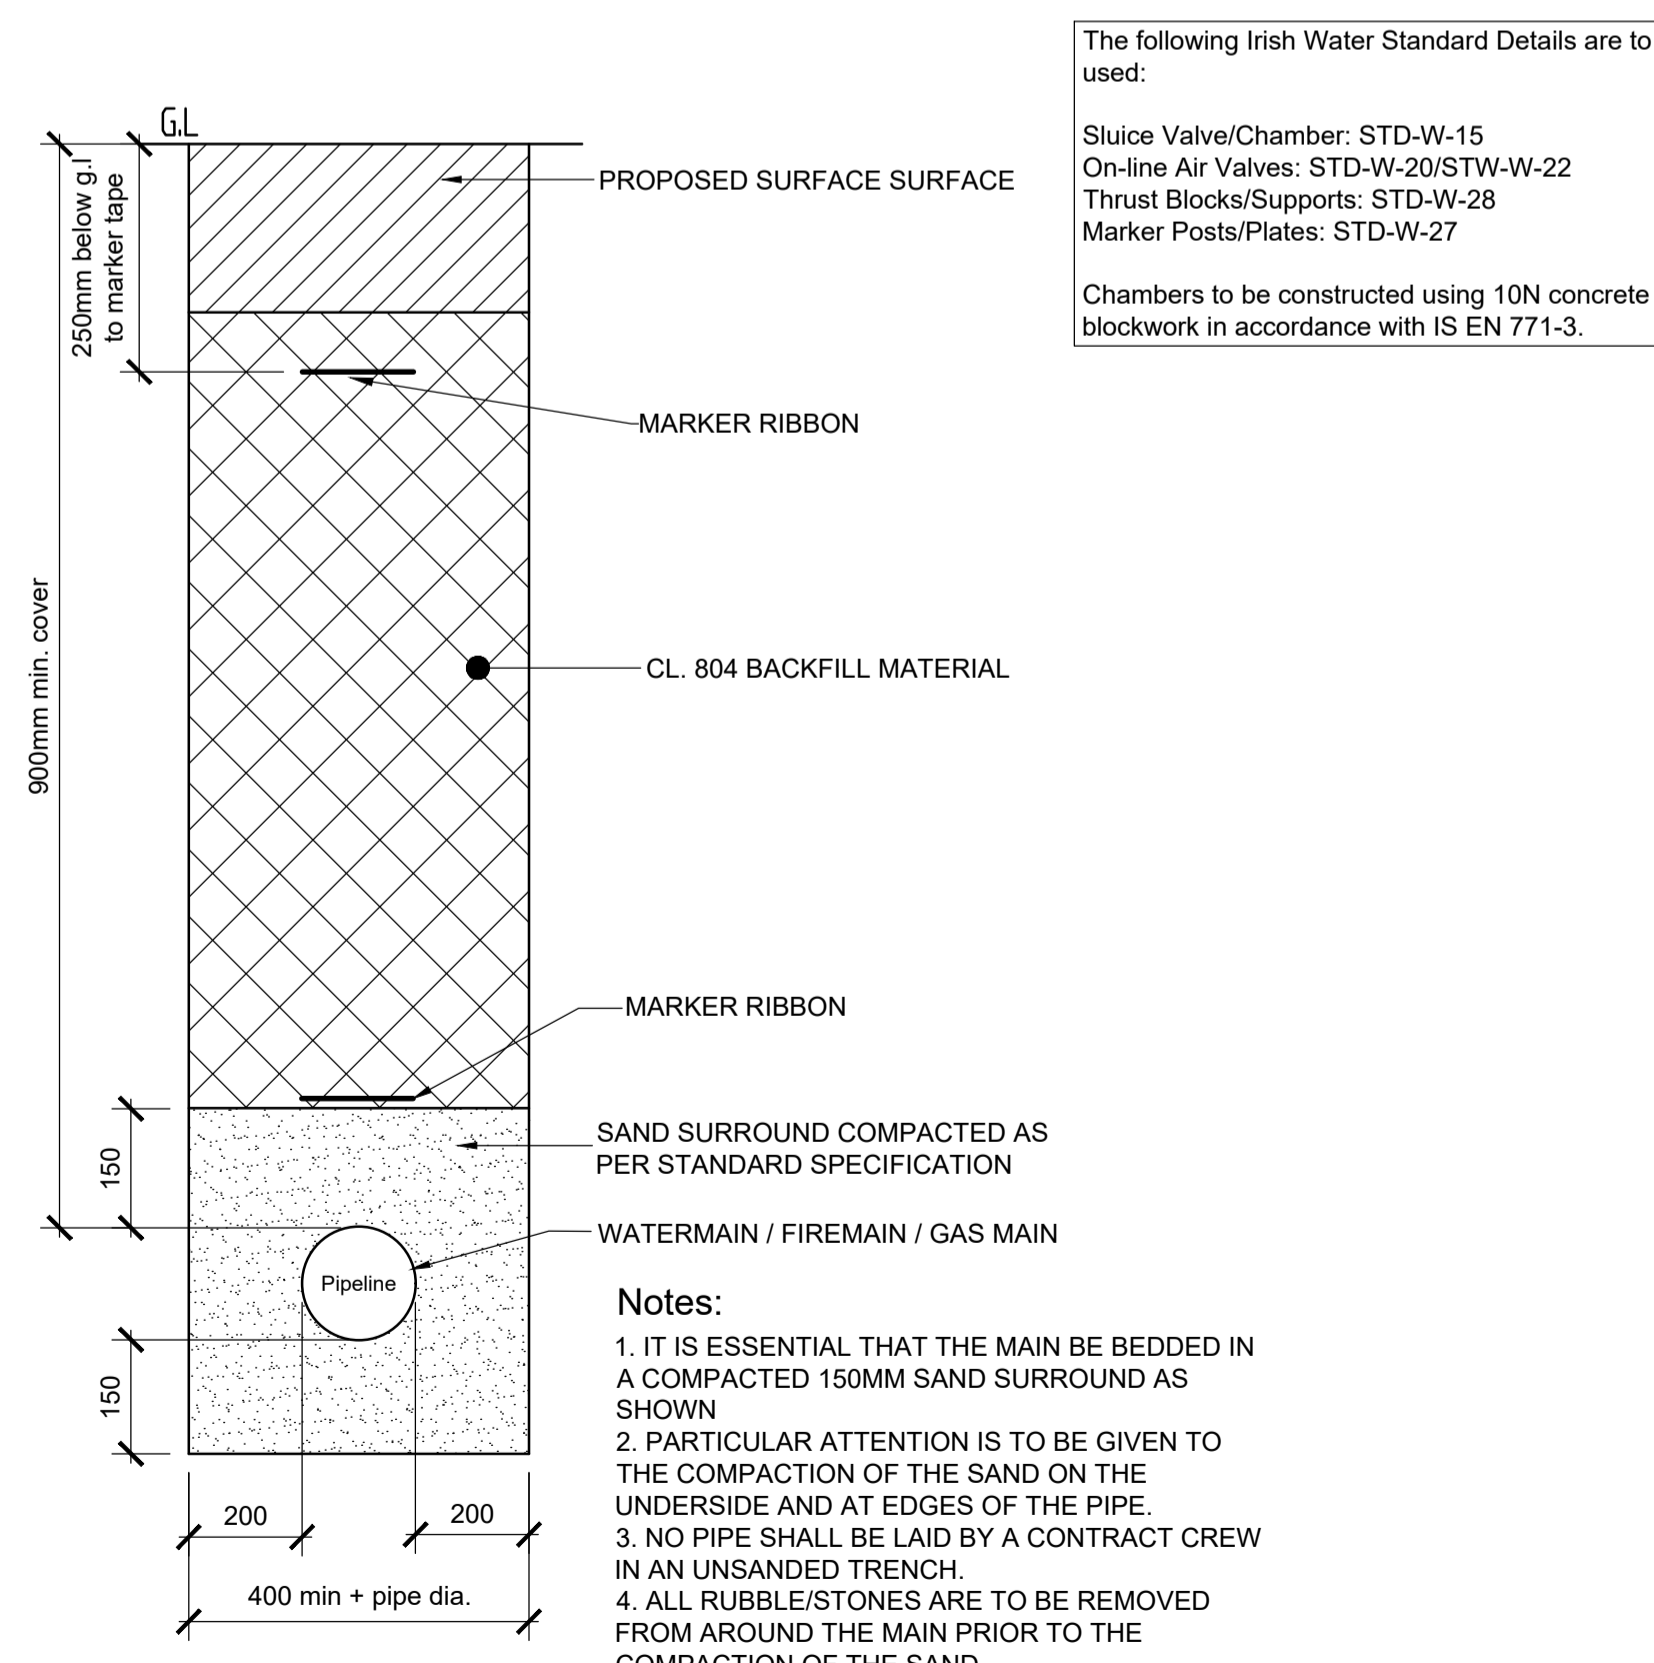 The following Irish Water Standard Details are to
used:
Sluice Valve/Chamber: STD-W-15
On-line Air Valves: STD-W-20/STW-W-22
Thrust Blocks/Supports: STD-W-28
Marker Posts/Plates: STD-W-27
Chambers to be constructed using 10N concrete
blockwork in accordance with IS EN 771-3.
G.L
250mm below g.l
to marker tape
PROPOSED SURFACE SURFACE
MARKER RIBBON
900mm min. cover
CL. 804 BACKFILL MATERIAL
MARKER RIBBON
150
SAND SURROUND COMPACTED AS
PER STANDARD SPECIFICATION
WATERMAIN / FIREMAIN / GAS MAIN
Pipeline
150
200
200
400 min + pipe dia.
Notes:
1. IT IS ESSENTIAL THAT THE MAIN BE BEDDED IN
A COMPACTED 150MM SAND SURROUND AS
SHOWN
2. PARTICULAR ATTENTION IS TO BE GIVEN TO
THE COMPACTION OF THE SAND ON THE
UNDERSIDE AND AT EDGES OF THE PIPE.
3. NO PIPE SHALL BE LAID BY A CONTRACT CREW
IN AN UNSANDED TRENCH.
4. ALL RUBBLE/STONES ARE TO BE REMOVED
FROM AROUND THE MAIN PRIOR TO THE
COMPACTION OF THE SAND